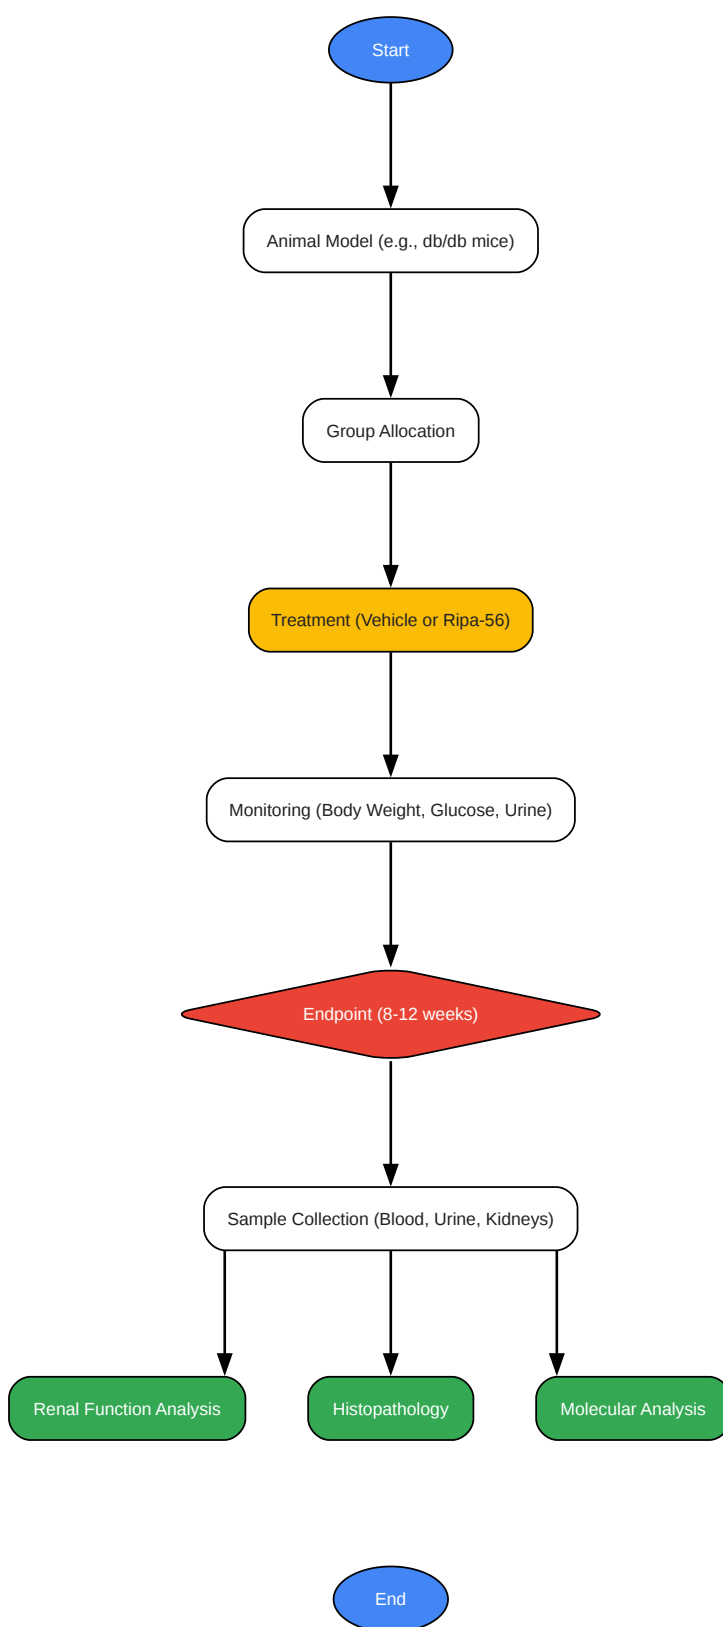 Start
Animal Model (e.g., db/db mice)
Group Allocation
Treatment (Vehicle or Ripa-56)
Monitoring (Body Weight, Glucose, Urine)
Endpoint (8-12 weeks)
Sample Collection (Blood, Urine, Kidneys)
Renal Function Analysis
Histopathology
Molecular Analysis
End